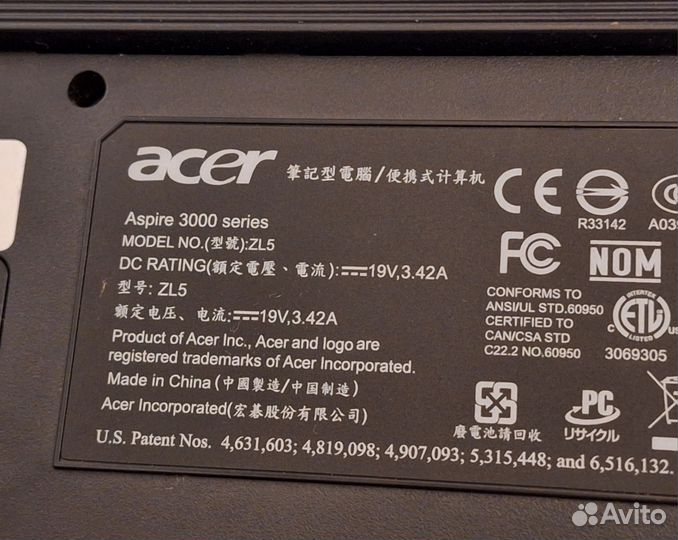 acer 筆記型電腦/便携式计算机
Aspire 3000 series
MODEL NO.(型號):ZL5
DC RATING(額定電壓、電流):⎓19V,3.42A
型号: ZL5
额定电压、电流:⎓19V,3.42A
Product of Acer Inc., Acer and logo are
registered trademarks of Acer Incorporated.
Made in China (中國製造/中国制造)
Acer Incorporated(宏碁股份有限公司)
U.S. Patent Nos. 4,631,603; 4,819,098; 4,907,093; 5,315,448; and 6,516,132.
CE
R33142
A039
FC
NOM
CONFORMS TO
ANSI/UL STD.60950
CERTIFIED TO
CAN/CSA STD
C22.2 NO.60950
INTERTEK
C
ETL
LISTED
3069305
廢電池請回收
PC
リサイクル
Avito